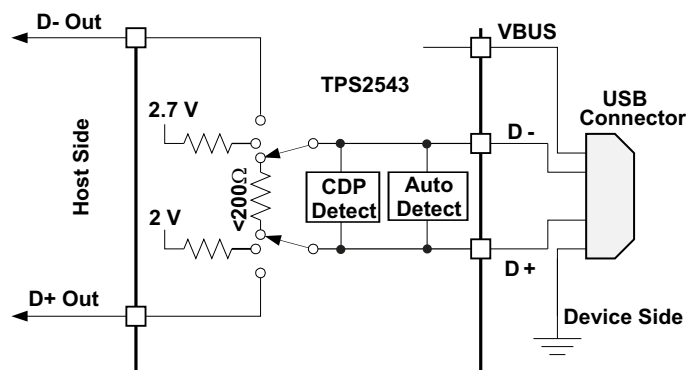 D- Out
VBUS
TPS2543
2.7 V
USB
Connector
D -
Host Side
<200Ω
CDP
Detect
Auto
Detect
2 V
D +
D+ Out
Device Side